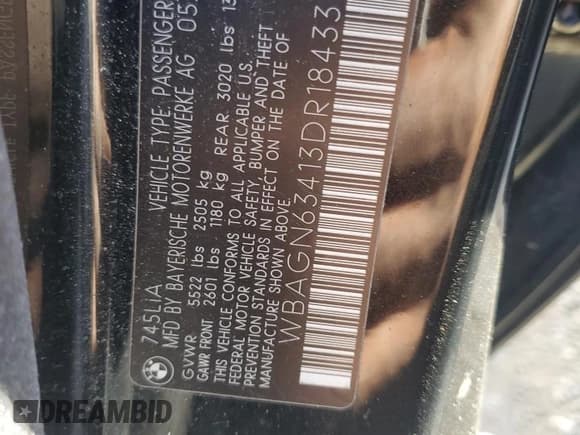 745LIA VEHICLE TYPE PASSENGER
MFD BY BAYERISCHE MOTORENWERKE AG 05
GVWR 5522 lbs 2505 kg
GAWR FRONT 2601 lbs 1180 kg REAR 3020 lbs 13
THIS VEHICLE CONFORMS TO ALL APPLICABLE U.S.
FEDERAL MOTOR VEHICLE SAFETY, BUMPER AND THEFT
PREVENTION STANDARDS IN EFFECT ON THE DATE OF
MANUFACTURE SHOWN ABOVE.
WBAGN63413DR18433
DREAMBID